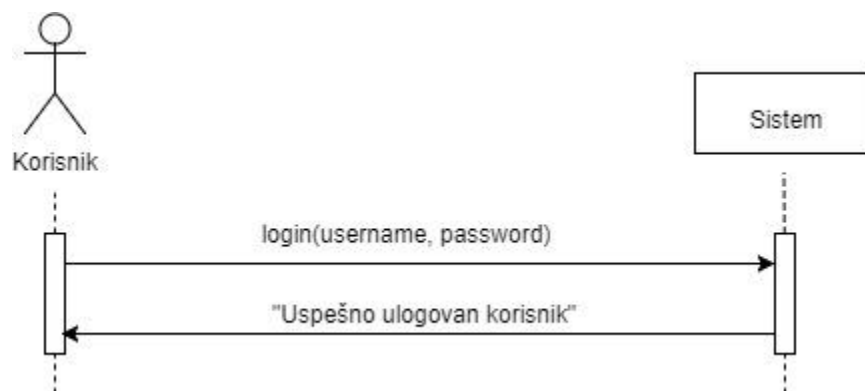 Korisnik
Sistem
login(username, password)
"Uspešno ulogovan korisnik"